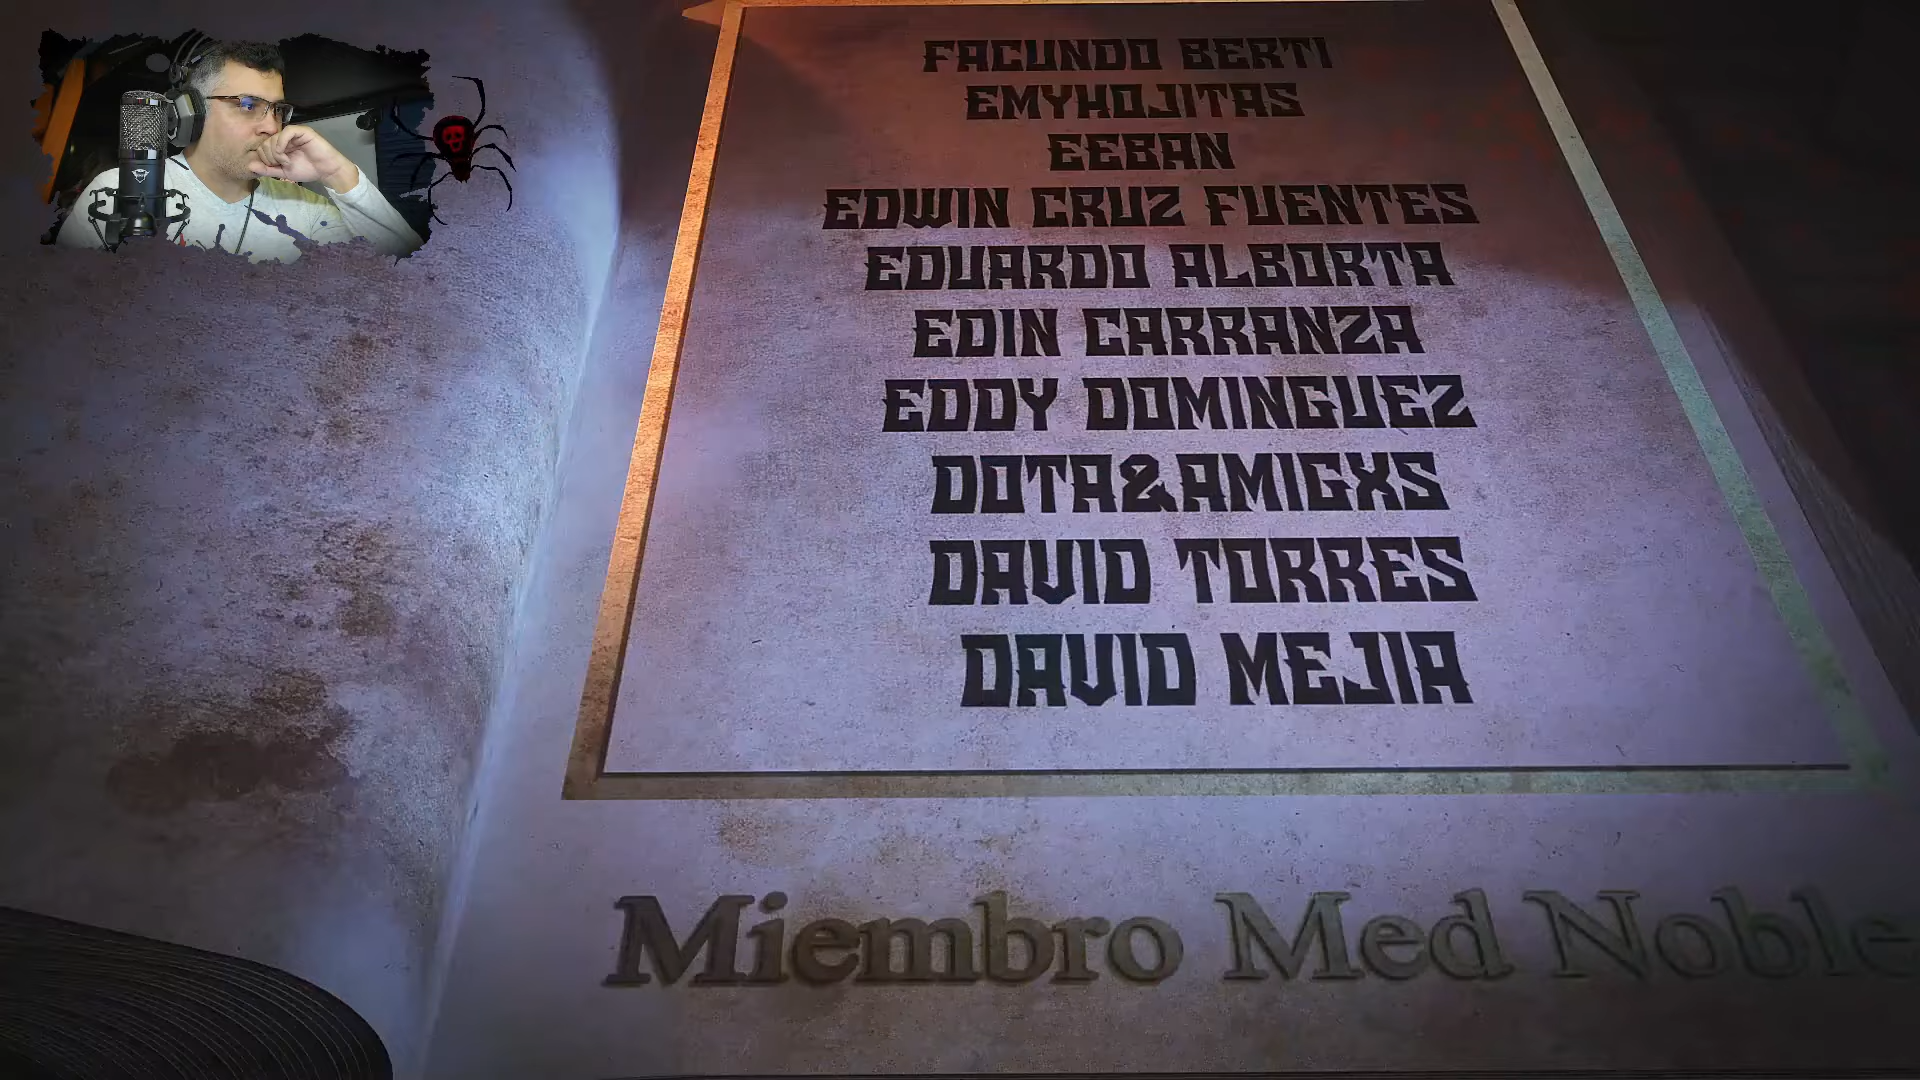 FACUNDO BERTI
EMYHOJITAS
EEBAN
EDWIN CRUZ FUENTES
EDUARDO ALBORTA
EDIN CARRANZA
EDDY DOMINGUEZ
DOTA&AMIGXS
DAVID TORRES
DAVID MEJIA
Miembro Med Noble